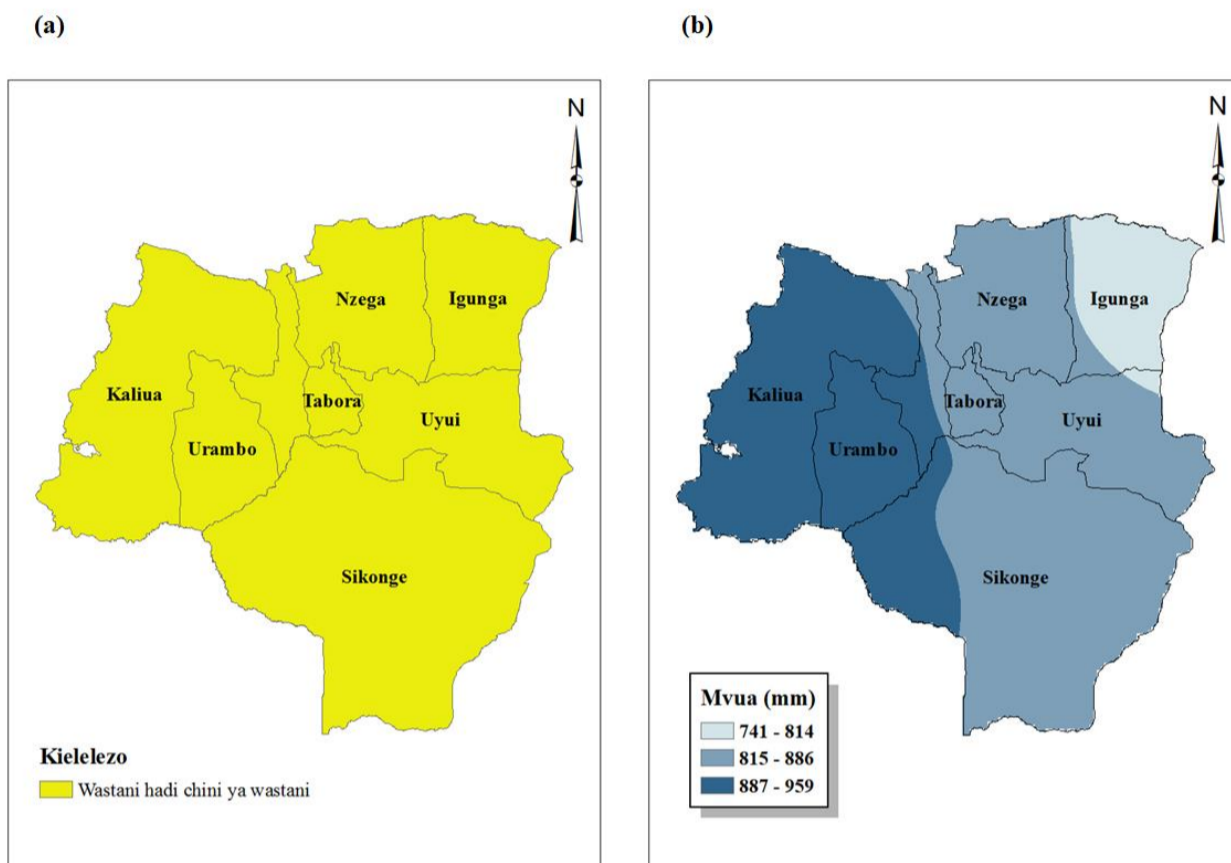 (a)
N
Nzega
Igunga
Kaliua
Tabora
Uyui
Urambo
Sikonge
Kielelezo
Wastani hadi chini ya wastani
(b)
N
Nzega
Igunga
Kaliua
Tabora
Uyui
Urambo
Sikonge
Mvua (mm)
741 - 814
815 - 886
887 - 959